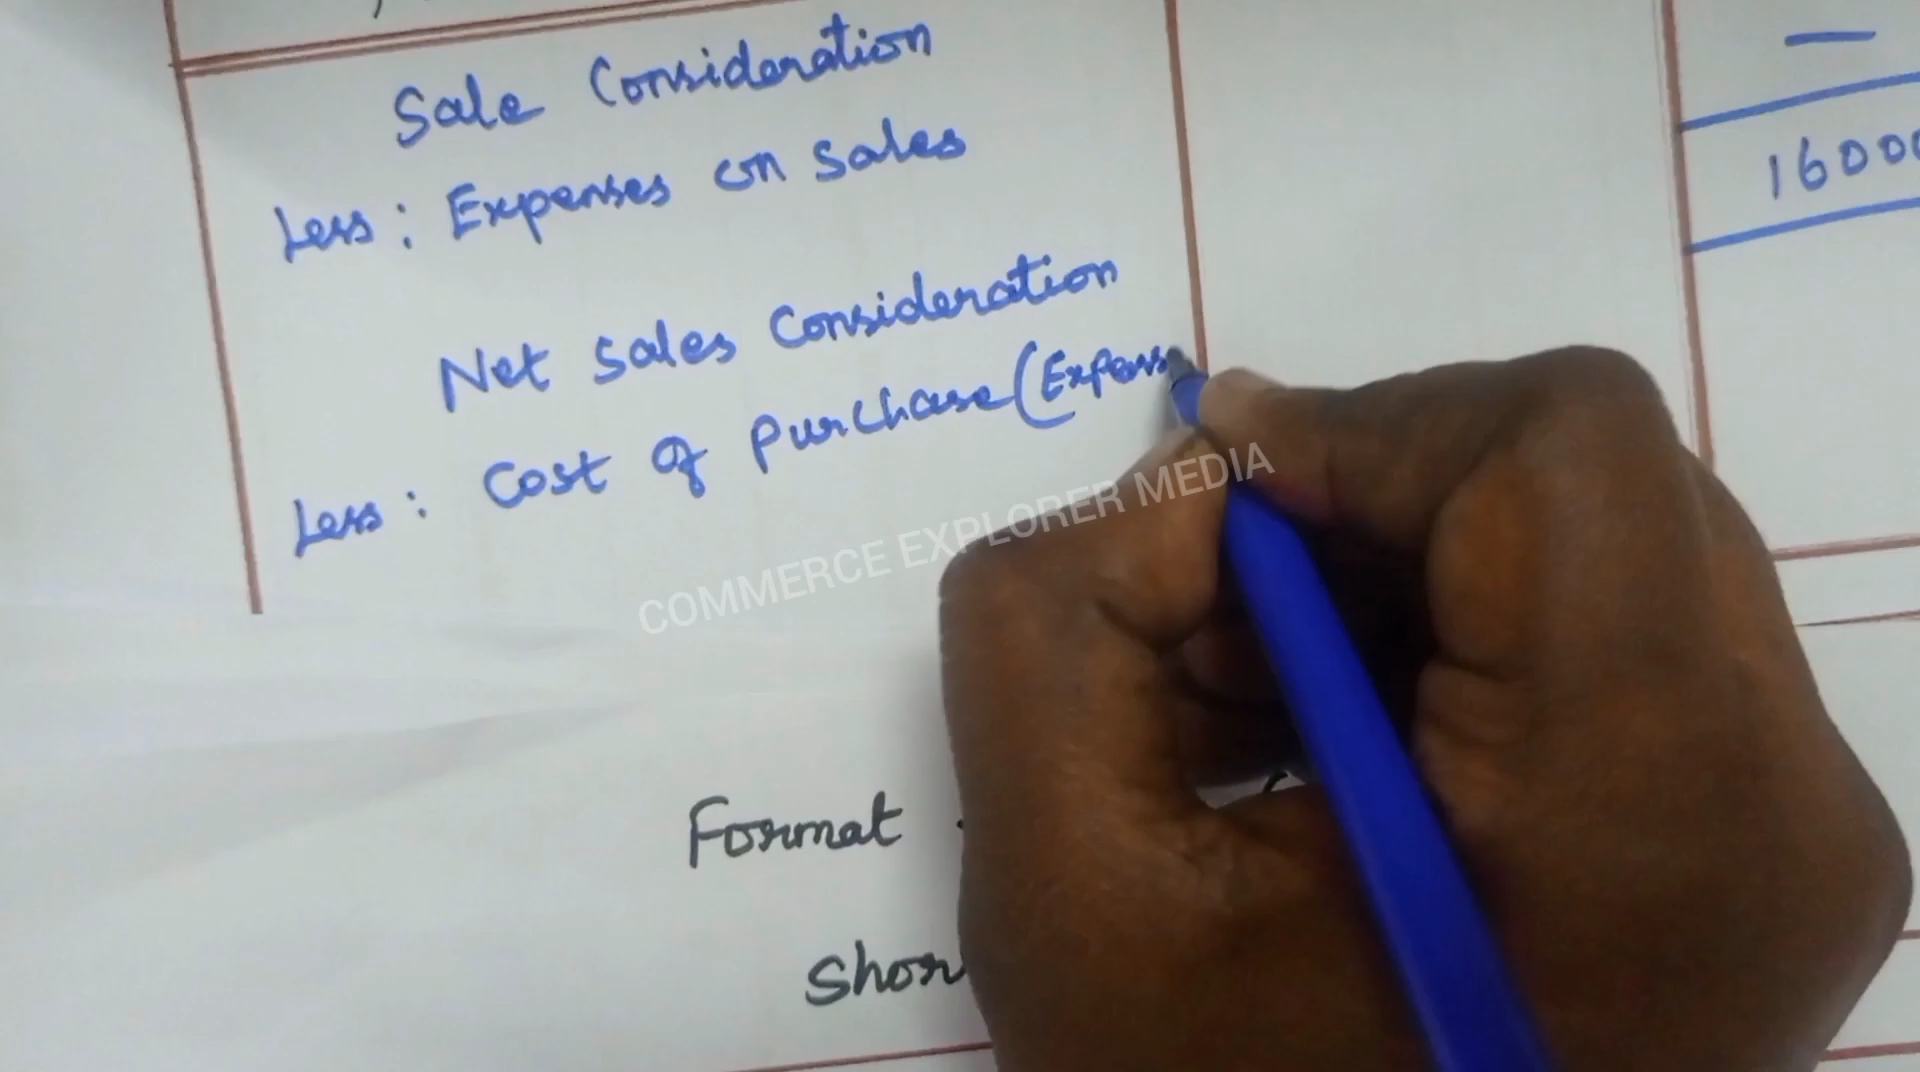 Sale Consideration
Less: Expenses on sales
Net Sales Consideration
Less: Cost of Purchase (Expens
16000
COMMERCE EXPLORER MEDIA
Format
Shor